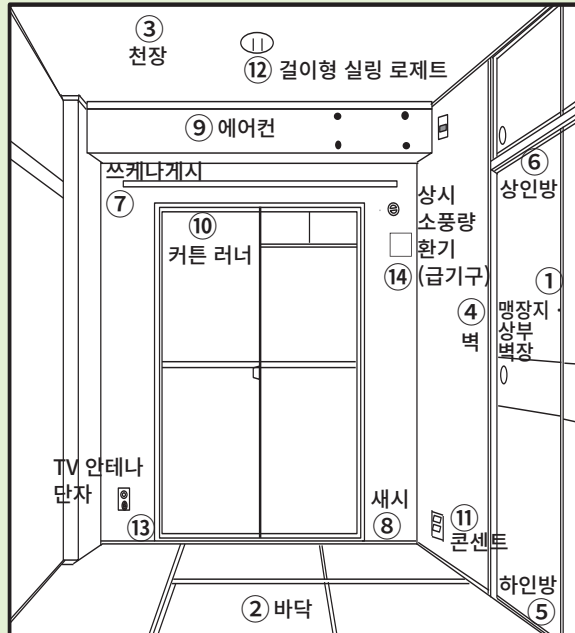 ③
천장
⑫ 걸이형 실링 로제트
⑨ 에어컨
쓰케나게시
⑦
⑩
커튼 러너
상시
소풍량
환기
⑭ (급기구)
⑥
상인방
①
맹장지 ·
상부
벽장
④
벽
TV 안테나
단자
⑬
새시
⑧
⑪
콘센트
② 바닥
하인방
⑤